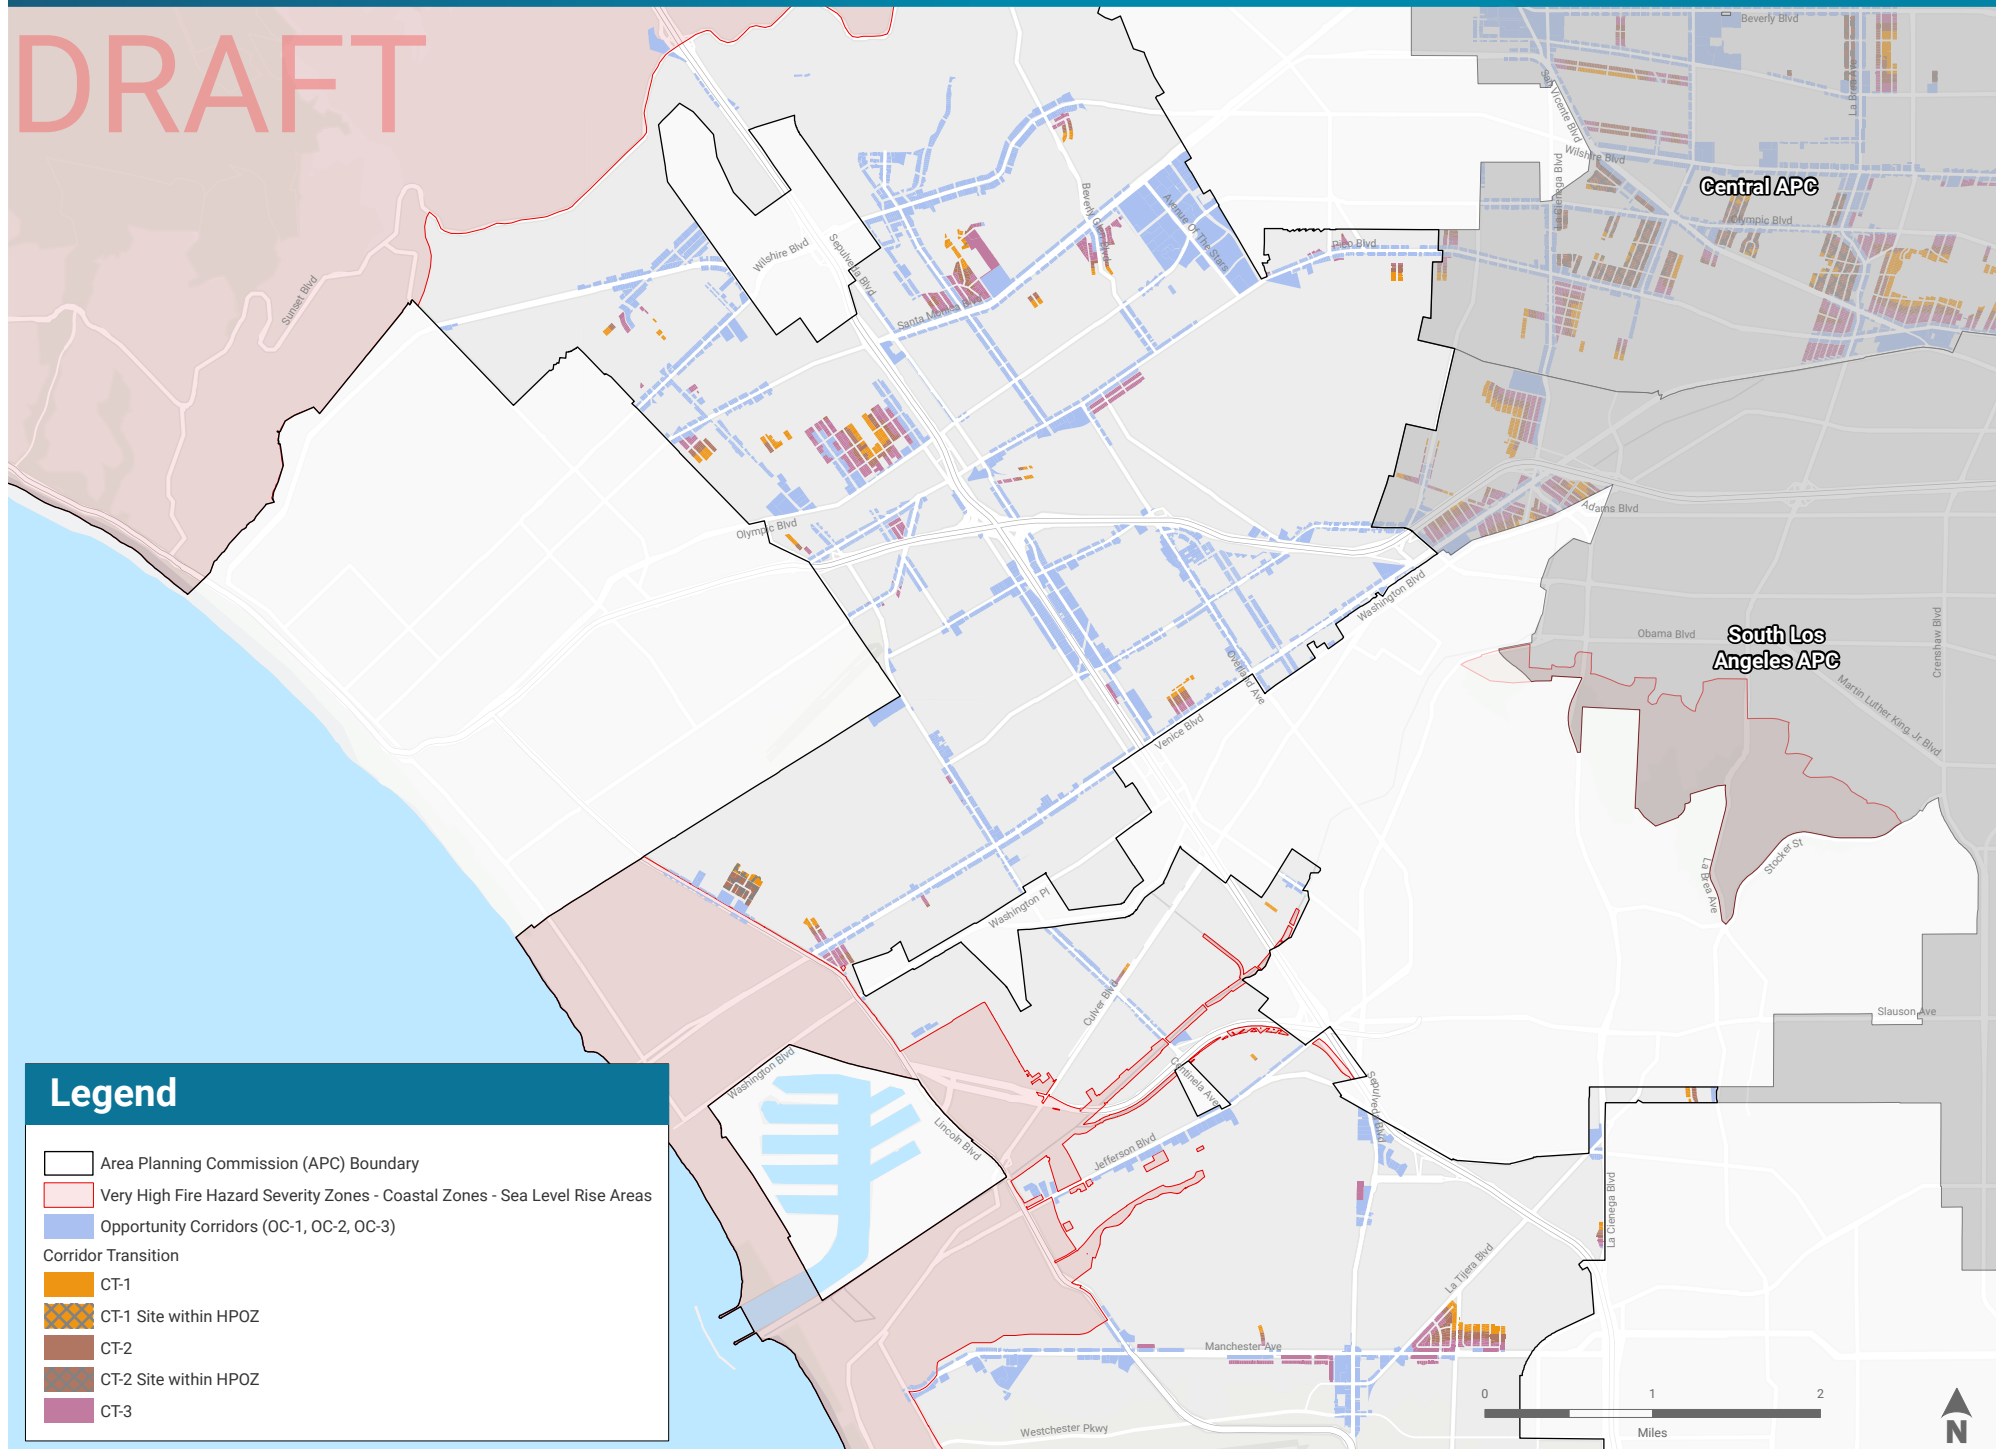 DRAFT
Beverly Blvd
La Brea Ave
San Vicente Blvd
Wilshire Blvd
La Cienega Blvd
Central APC
Olympic Blvd
Beverly Glen Blvd
Avenue Of The Stars
Pico Blvd
Wilshire Blvd
Sepulveda Blvd
Sunset Blvd
Santa Monica Blvd
Olympic Blvd
Adams Blvd
Washington Blvd
Obama Blvd
South Los
Angeles APC
Crenshaw Blvd
Martin Luther King Jr Blvd
Overland Ave
Venice Blvd
La Brea Ave
Stocker St
Washington Pl
Culver Blvd
Slauson Ave
Washington Blvd
Centinela Ave
Sepulveda Blvd
Lincoln Blvd
Jefferson Blvd
La Cienega Blvd
La Tijera Blvd
Manchester Ave
Westchester Pkwy
Legend
Area Planning Commission (APC) Boundary
Very High Fire Hazard Severity Zones - Coastal Zones - Sea Level Rise Areas
Opportunity Corridors (OC-1, OC-2, OC-3)
Corridor Transition
CT-1
CT-1 Site within HPOZ
CT-2
CT-2 Site within HPOZ
CT-3
0 1 2
Miles
N